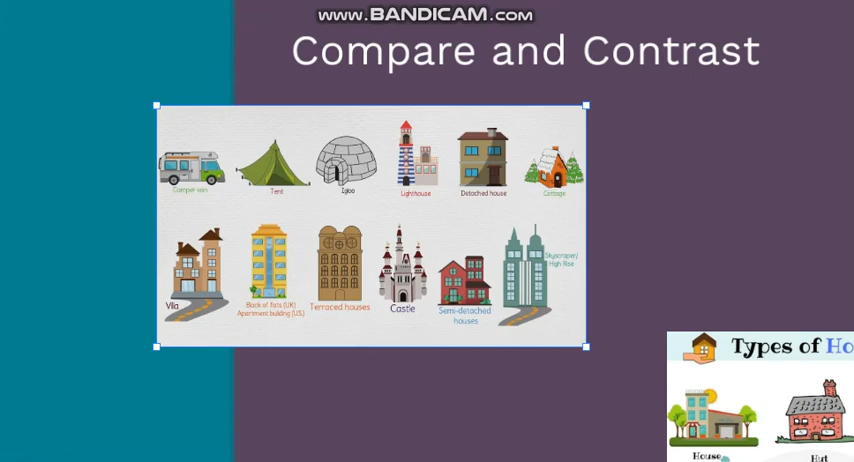 www.BANDICAM.com
Compare and Contrast
Camper van
Tent
Igloo
Lighthouse
Detached house
Cottage
Villa
Block of flats (UK)
Apartment building (U.S.)
Terraced houses
Castle
Semi-detached
houses
Skyscraper/
High Rise
Types of Ho
House
Hut